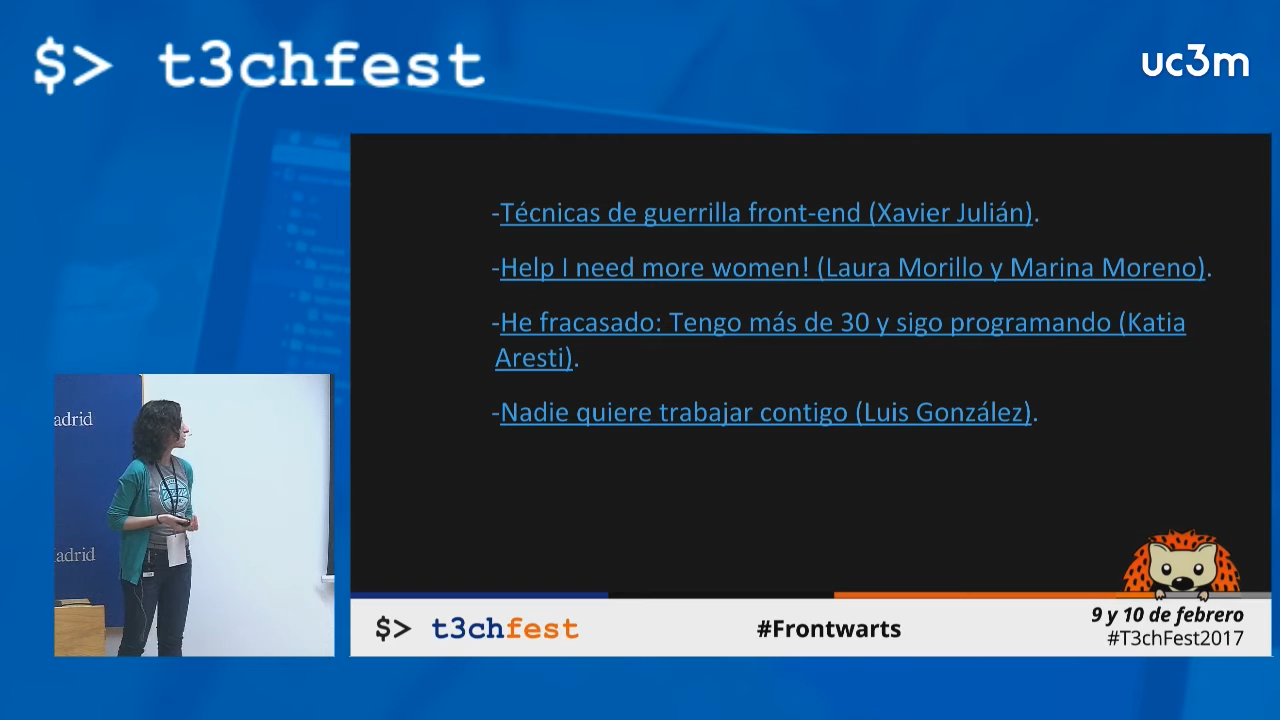 $> t3chfest
uc3m
-Técnicas de guerrilla front-end (Xavier Julián).
-Help I need more women! (Laura Morillo y Marina Moreno).
-He fracasado: Tengo más de 30 y sigo programando (Katia
Aresti).
-Nadie quiere trabajar contigo (Luis González).
adrid
adrid
$> t3chfest
#Frontwarts
9 y 10 de febrero
#T3chFest2017